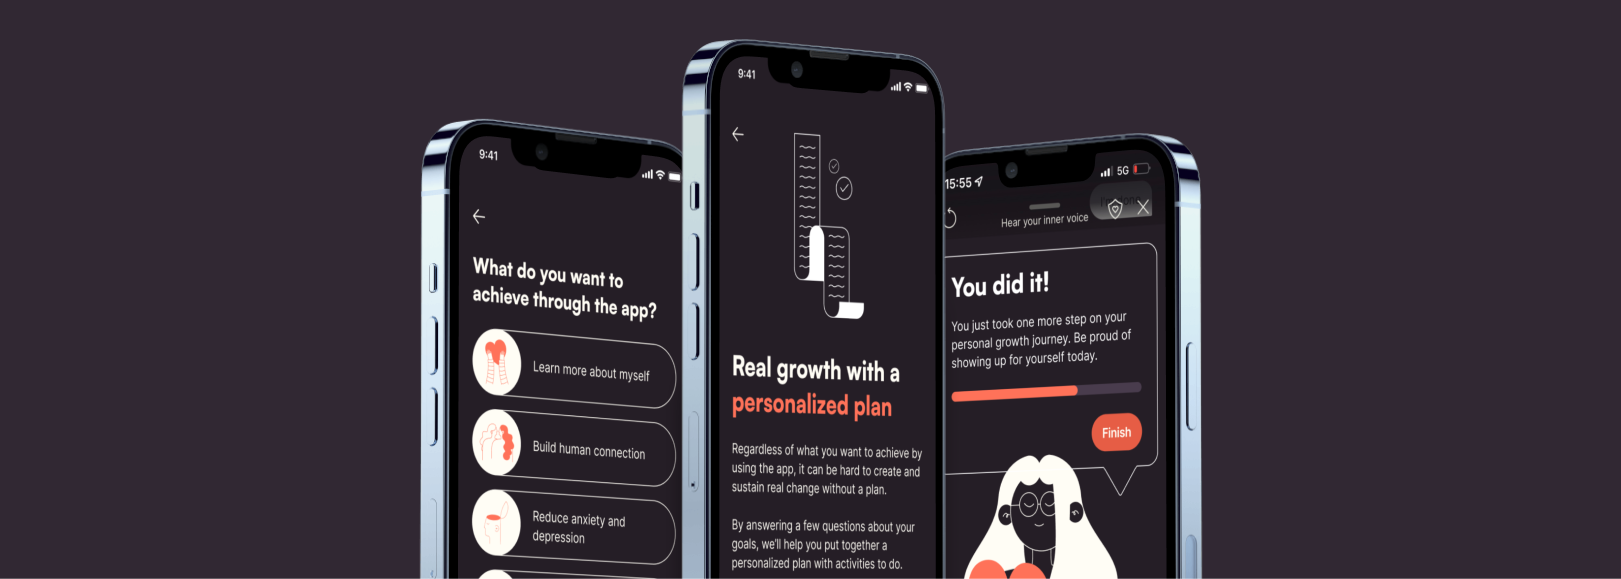 9:41
What do you want to
achieve through the app?
Learn more about myself
Build human connection
Reduce anxiety and
depression
9:41
Real growth with a
personalized plan
Regardless of what you want to achieve by
using the app, it can be hard to create and
sustain real change without a plan.
By answering a few questions about your
goals, we'll help you put together a
personalized plan with activities to do.
15:55
5G
Hear your inner voice
You did it!
You just took one more step on your
personal growth journey. Be proud of
showing up for yourself today.
Finish